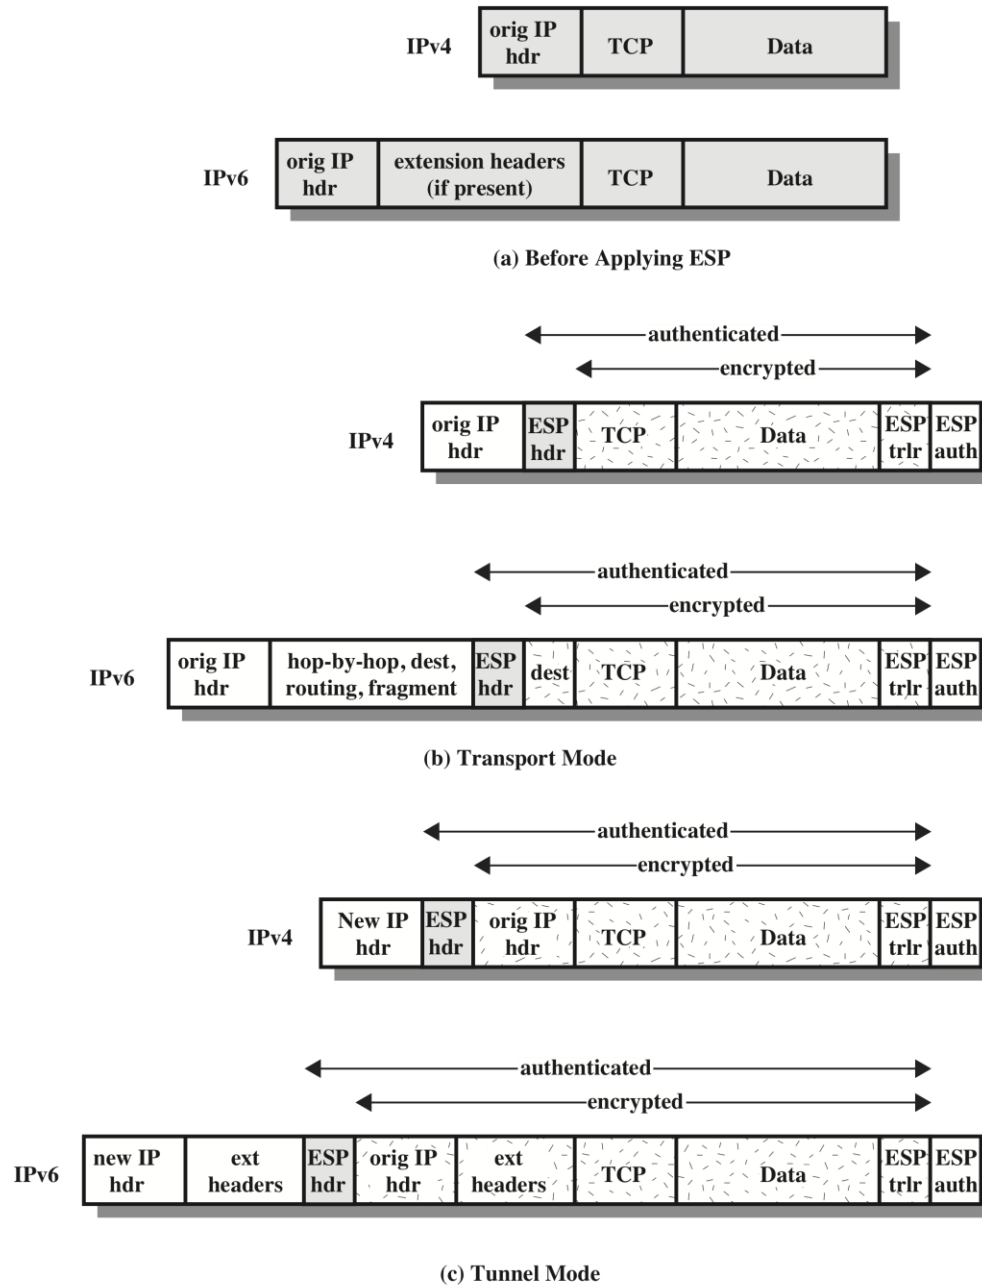 IPv4
orig IP
hdr
TCP
Data
IPv6
orig IP
hdr
extension headers
(if present)
TCP
Data
(a) Before Applying ESP
authenticated
encrypted
IPv4
orig IP
hdr
ESP
hdr
TCP
Data
ESP
trlr
ESP
auth
authenticated
encrypted
IPv6
orig IP
hdr
hop-by-hop, dest,
routing, fragment
ESP
hdr
dest
TCP
Data
ESP
trlr
ESP
auth
(b) Transport Mode
authenticated
encrypted
IPv4
New IP
hdr
ESP
hdr
orig IP
hdr
TCP
Data
ESP
trlr
ESP
auth
authenticated
encrypted
IPv6
new IP
hdr
ext
headers
ESP
hdr
orig IP
hdr
ext
headers
TCP
Data
ESP
trlr
ESP
auth
(c) Tunnel Mode